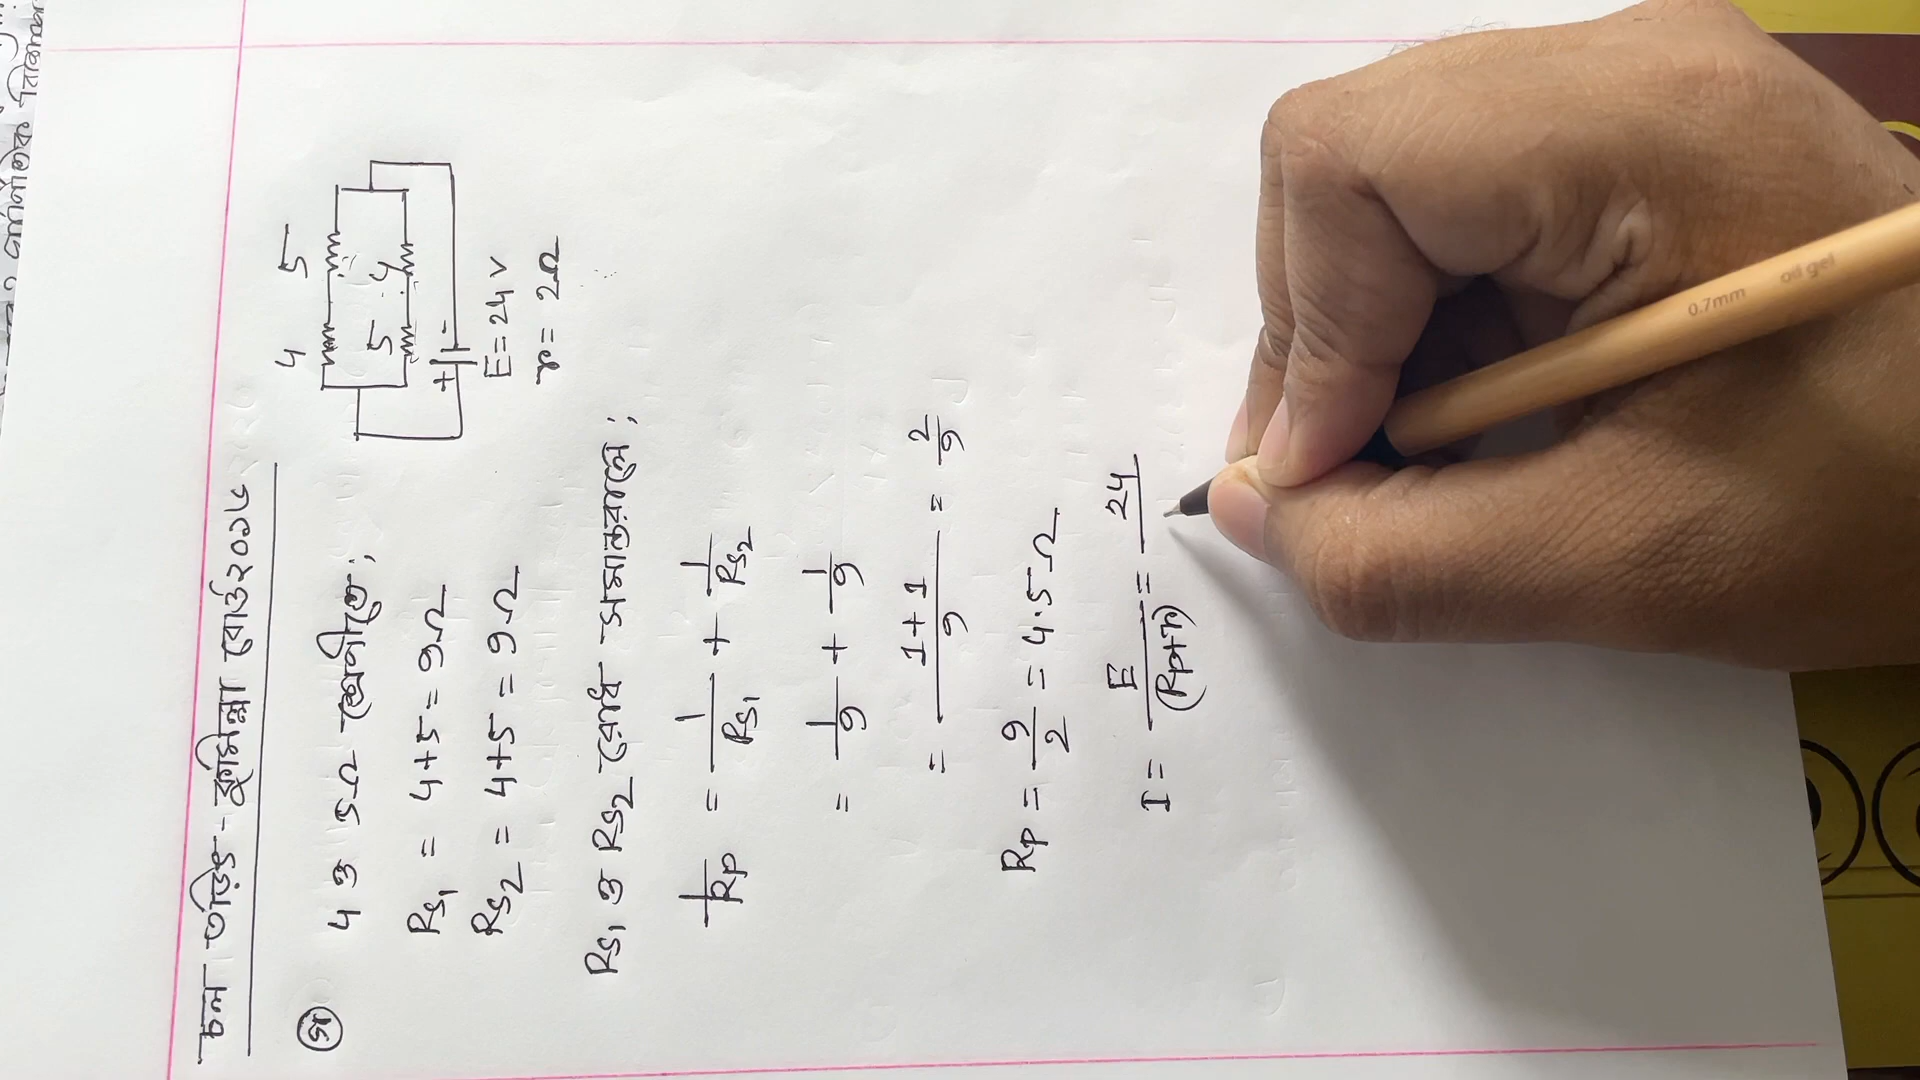 চল তড়িৎ - কুমিল্লা বোর্ড ২০১৮
গ
4 ও 5Ω শ্রেণীতে;
4 5
5 4
+ -
E = 24 V
r = 2Ω
Rs₁ = 4+5 = 9Ω
Rs₂ = 4+5 = 9Ω
Rs₁ ও Rs₂ রোধ সমান্তরালে;
1/Rp = 1/Rs₁ + 1/Rs₂
= 1/9 + 1/9
= 1+1/9 = 2/9
Rp = 9/2 = 4.5Ω
I = E/(Rp+r) = 24
0.7mm oil gel